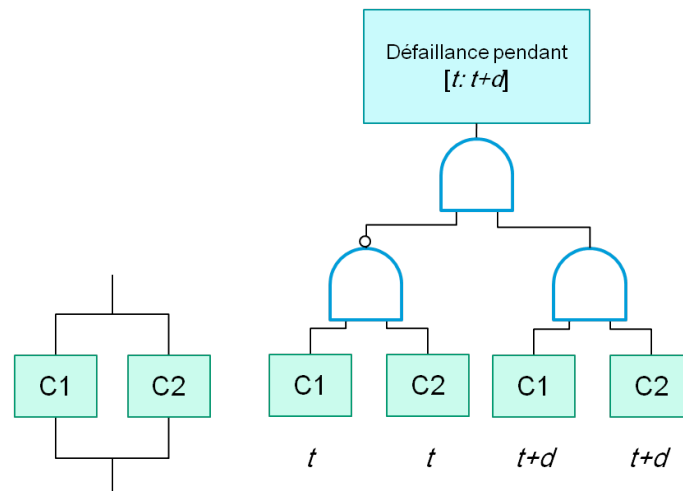 Défaillance pendant
[t: t+d]
C1 C2 C1 C2 C1 C2
t t t+d t+d